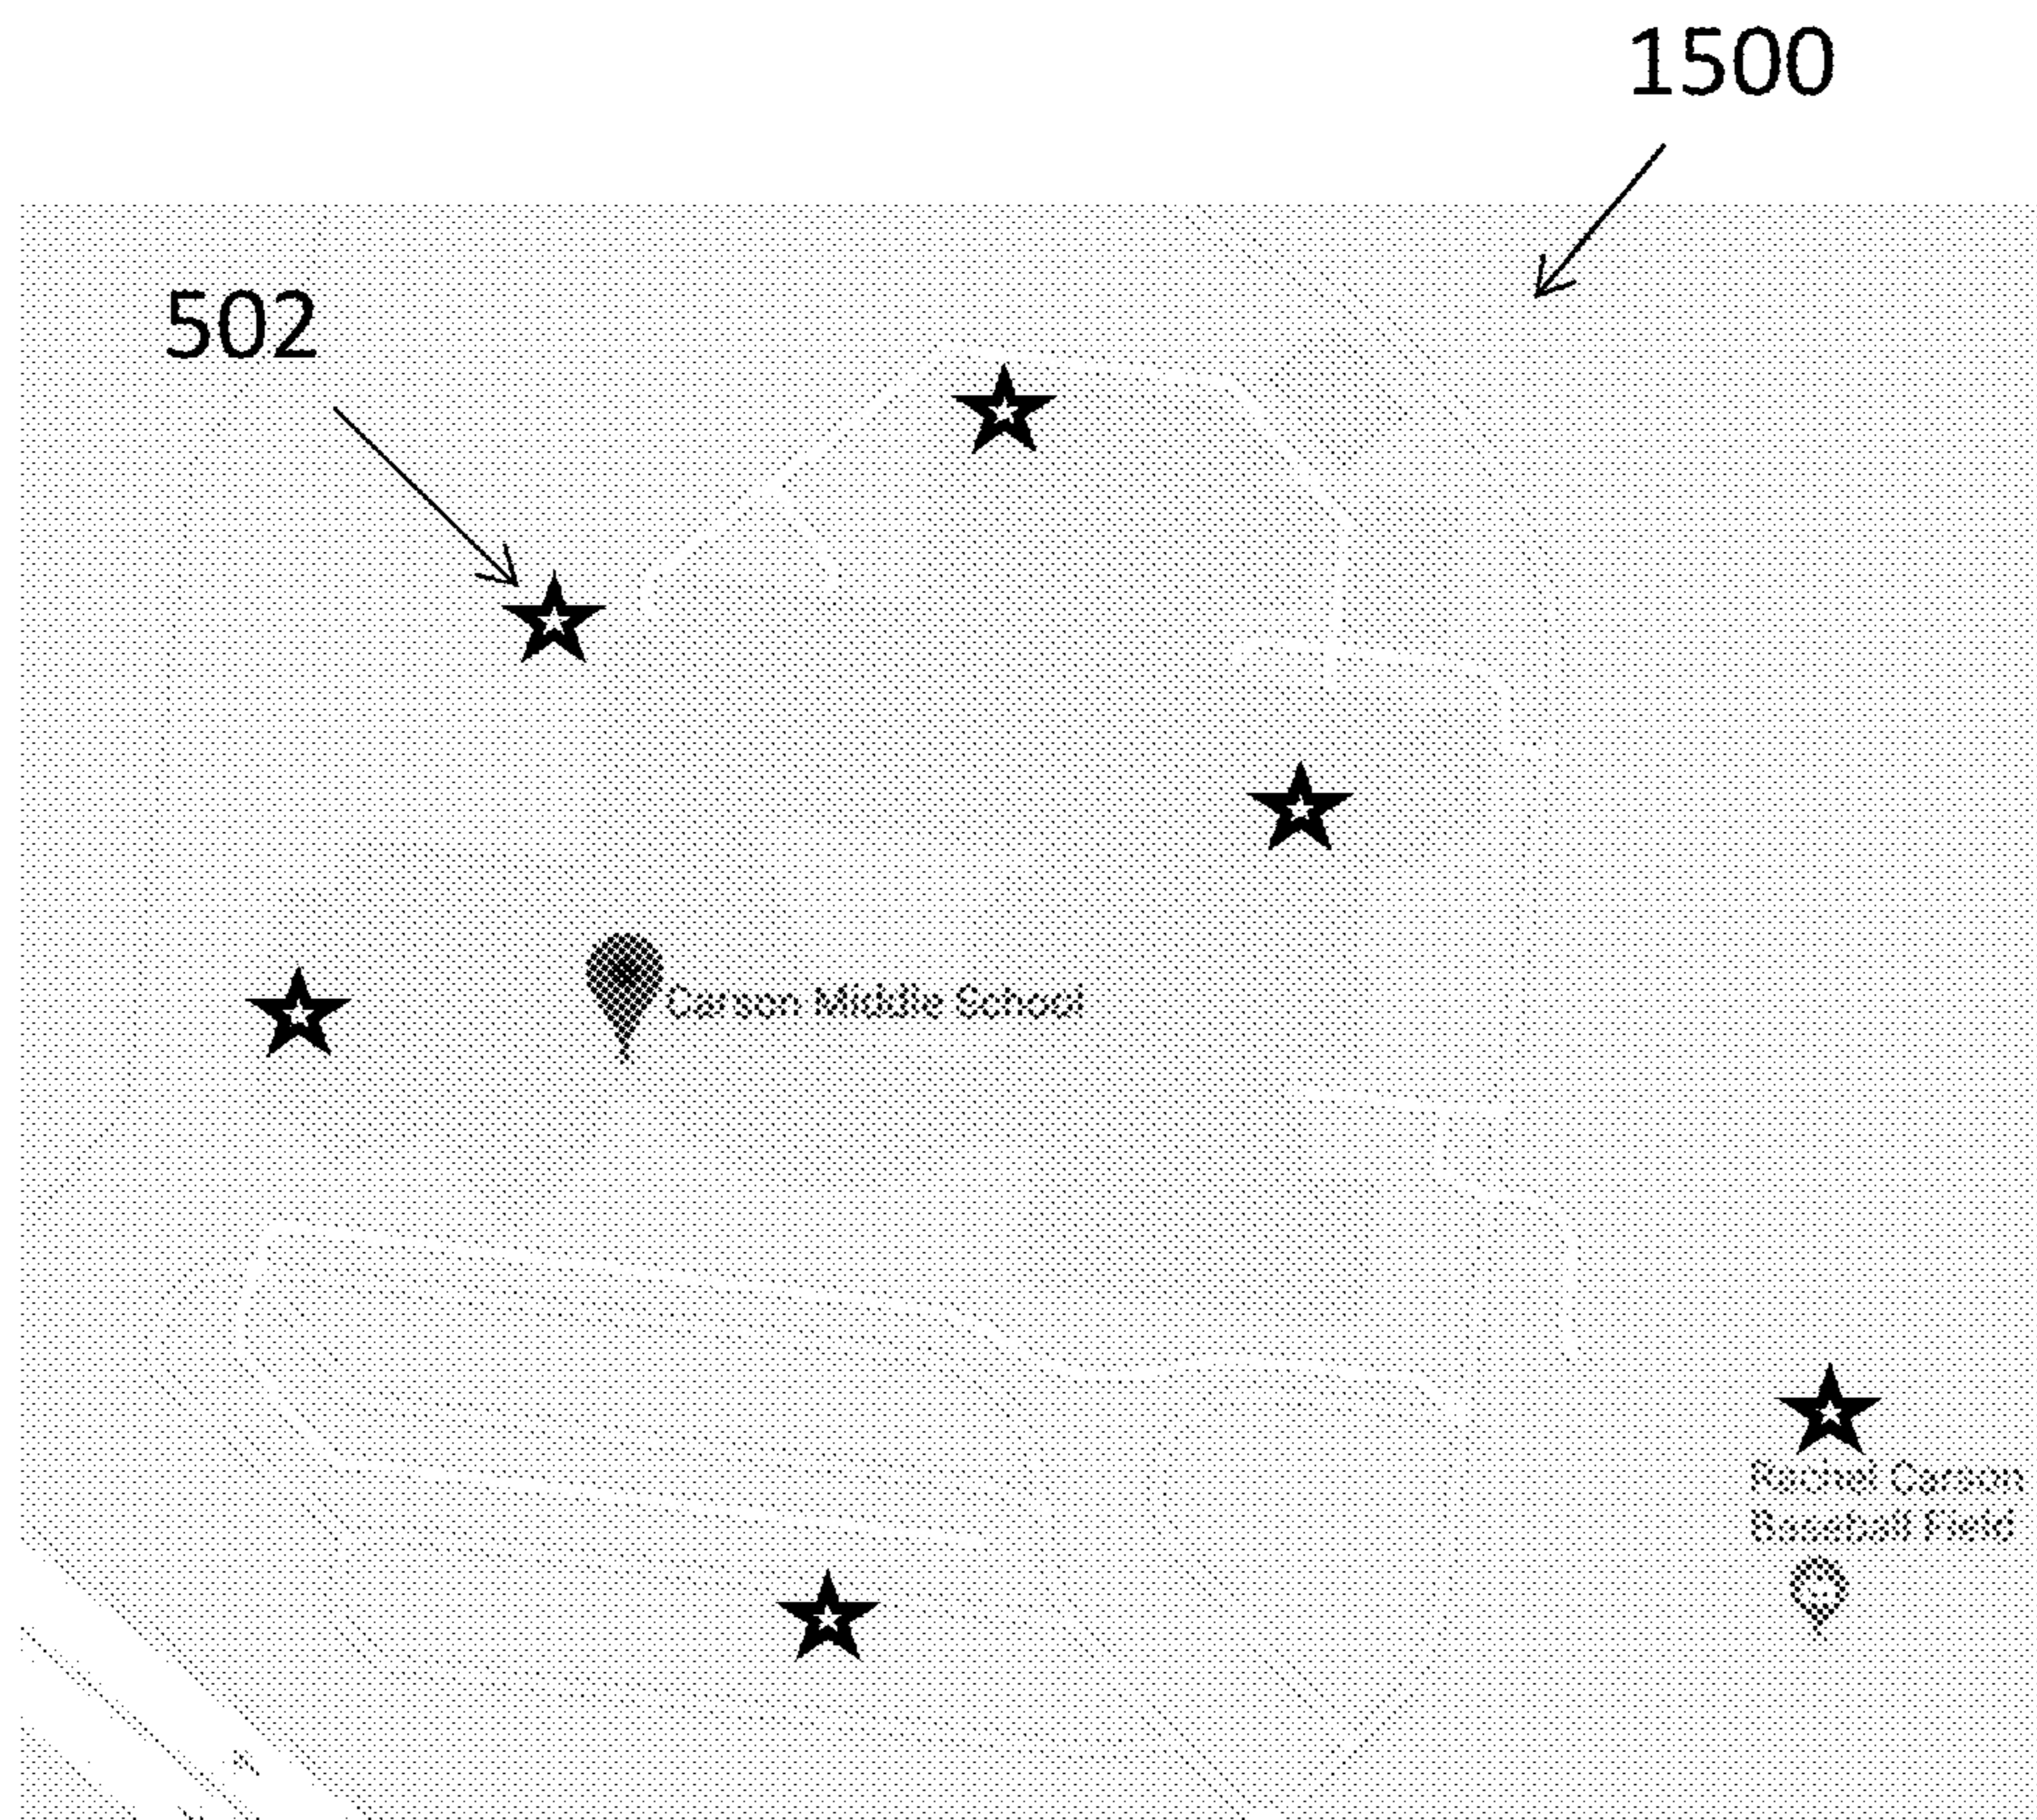 1500
502
Carson Middle School
Rachel Carson
Baseball Field